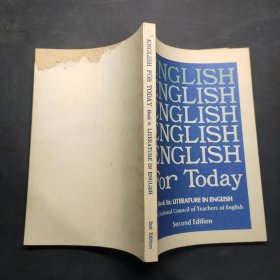 ENGLISH FOR TODAY Book 6: LITERATURE IN ENGLISH 2nd Edition
ENGLISH
ENGLISH
ENGLISH
ENGLISH
ENGLISH
For Today
Book Six: LITERATURE IN ENGLISH
National Council of Teachers of English
Second Edition